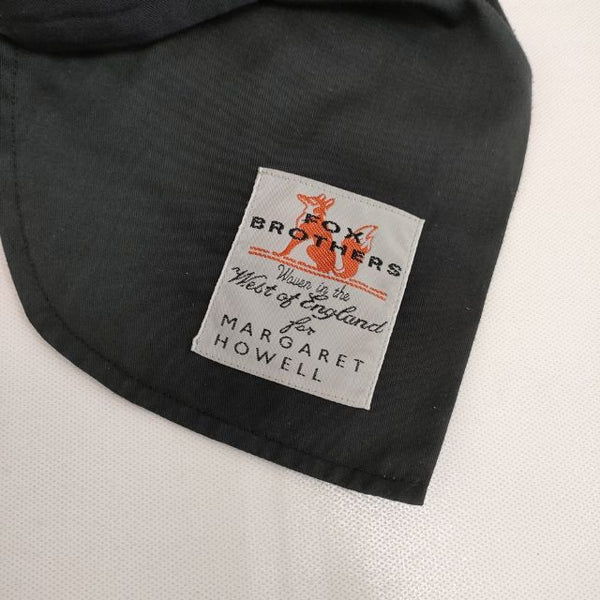 FOX
BROTHERS
Woven in the
West of England
for
MARGARET
HOWELL